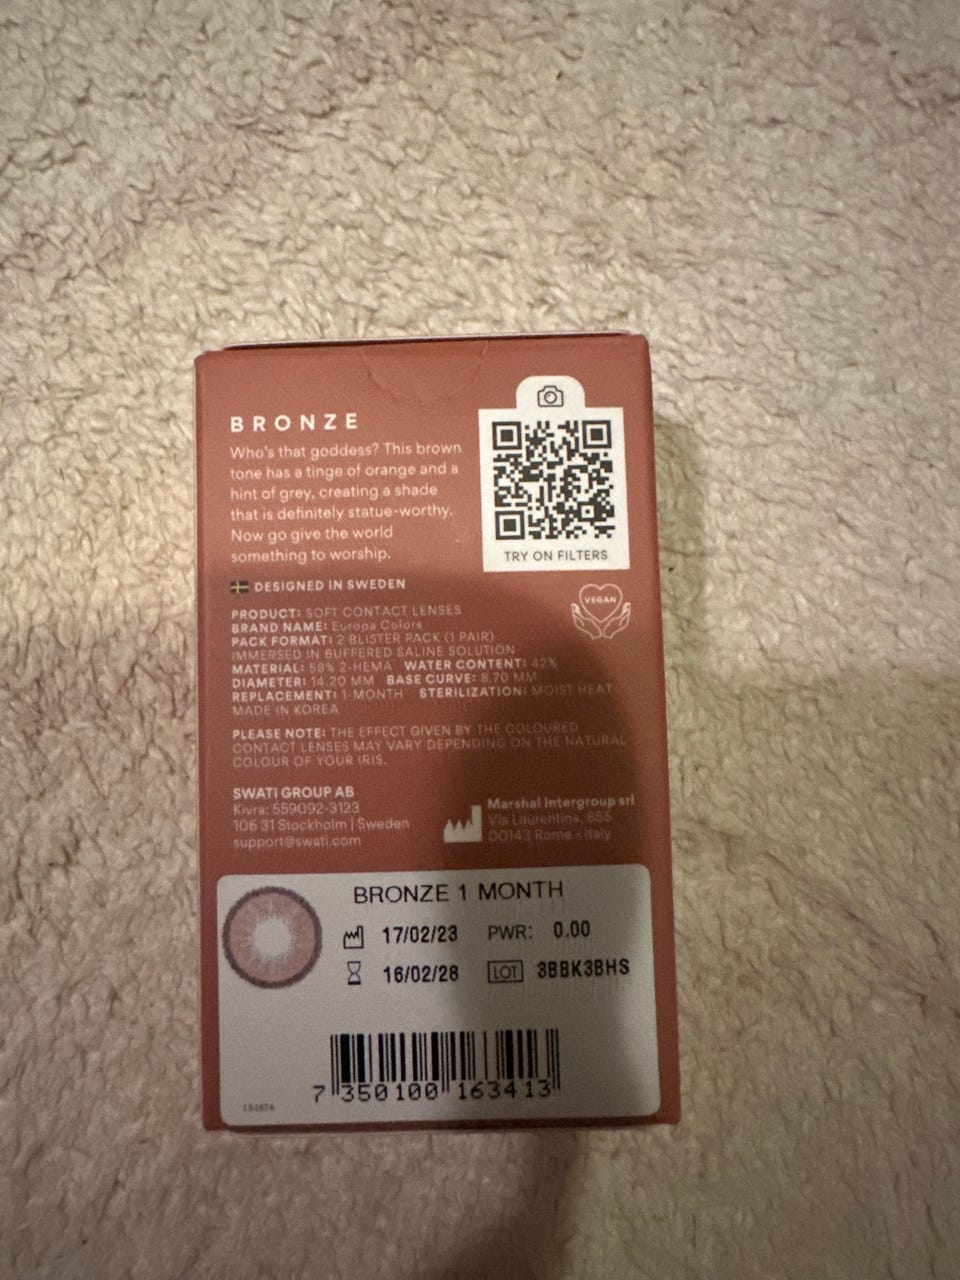 BRONZE
Who's that goddess? This brown
tone has a tinge of orange and a
hint of grey, creating a shade
that is definitely statue-worthy.
Now go give the world
something to worship.
TRY ON FILTERS
DESIGNED IN SWEDEN
VEGAN
PRODUCT: SOFT CONTACT LENSES
BRAND NAME: Europa Colors
PACK FORMAT: 2 BLISTER PACK (1 PAIR)
IMMERSED IN BUFFERED SALINE SOLUTION
MATERIAL: 58% 2-HEMA WATER CONTENT: 42%
DIAMETER: 14.20 MM BASE CURVE: 8.70 MM
REPLACEMENT: 1-MONTH STERILIZATION: MOIST HEAT
MADE IN KOREA
PLEASE NOTE: THE EFFECT GIVEN BY THE COLOURED
CONTACT LENSES MAY VARY DEPENDING ON THE NATURAL
COLOUR OF YOUR IRIS.
SWATI GROUP AB
Kivra: 559092-3123
106 31 Stockholm | Sweden
support@swati.com
Marshal Intergroup srl
Via Laurentina, 855
00143 Rome - Italy
BRONZE 1 MONTH
17/02/23 PWR: 0.00
16/02/28 LOT 3BBK3BHS
7 350100 163413